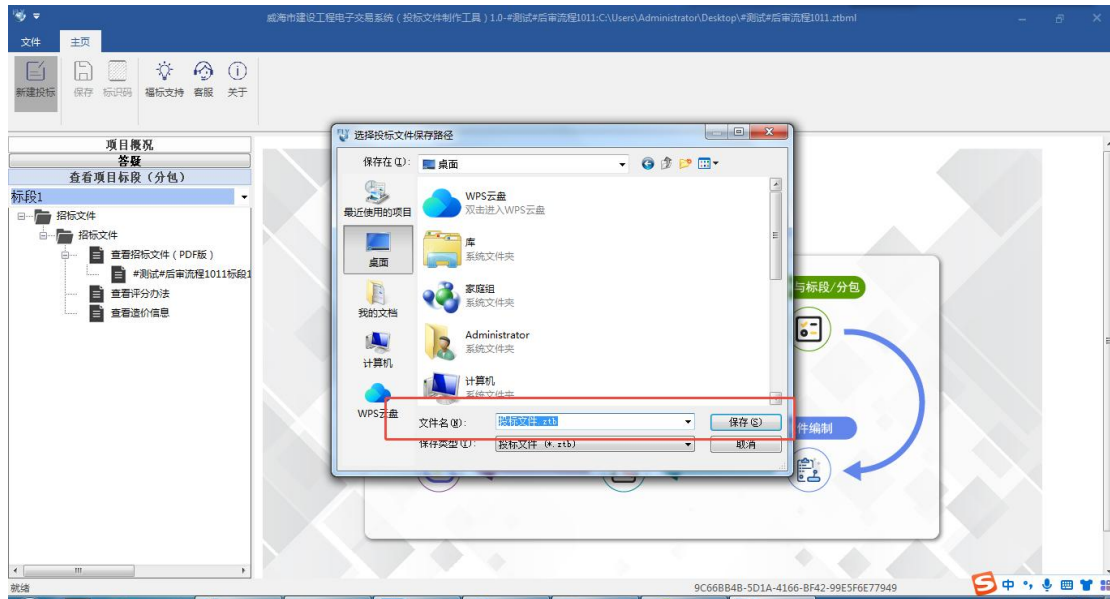 威海市建设工程电子交易系统（投标文件制作工具）1.0-#测试#后审流程1011:C:\Users\Administrator\Desktop\#测试#后审流程1011.ztbml
文件 主页
新建投标 保存 标识码 福标支持 客服 关于
项目概况
答疑
查看项目标段（分包）
标段1
招标文件
招标文件
查看招标文件（PDF版）
#测试#后审流程1011标段1
查看评分办法
查看造价信息
选择投标文件保存路径
保存在(I): 桌面
最近使用的项目
桌面
我的文档
计算机
WPS云盘
WPS云盘
双击进入WPS云盘
库
系统文件夹
家庭组
系统文件夹
Administrator
系统文件夹
计算机
系统文件夹
文件名(N): 投标文件.ztb 保存(S)
保存类型(T): 投标文件 (*.ztb) 取消
与标段/分包
件编制
就绪
9C66BB4B-5D1A-4166-BF42-99E5F6E77949
中